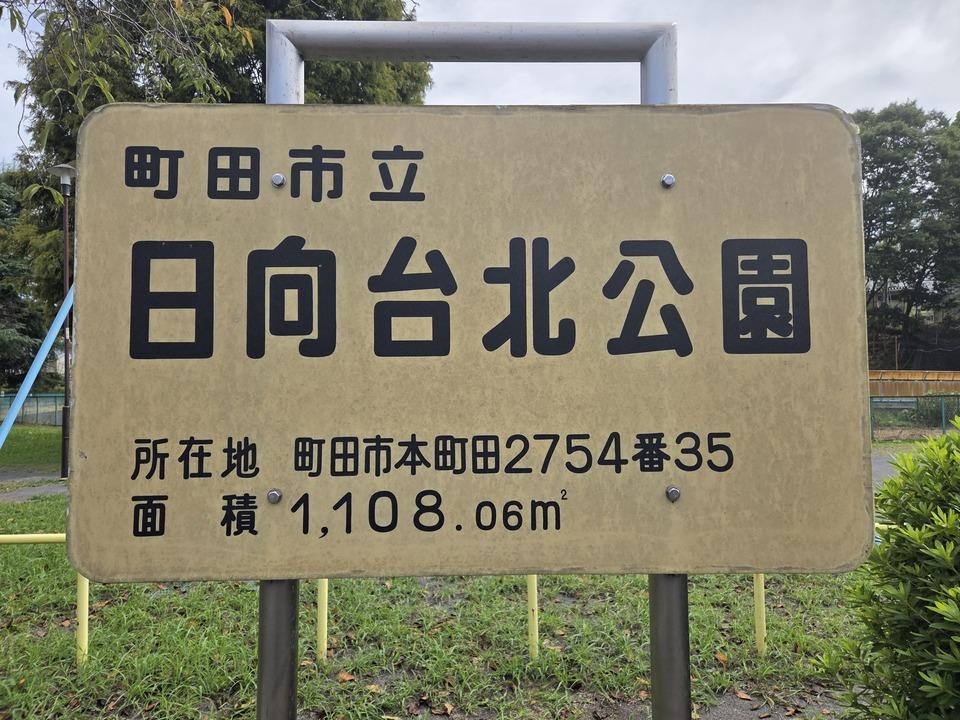 町田市立
日向台北公園
所在地 町田市本町田2754番35
面 積 1,108.06m²